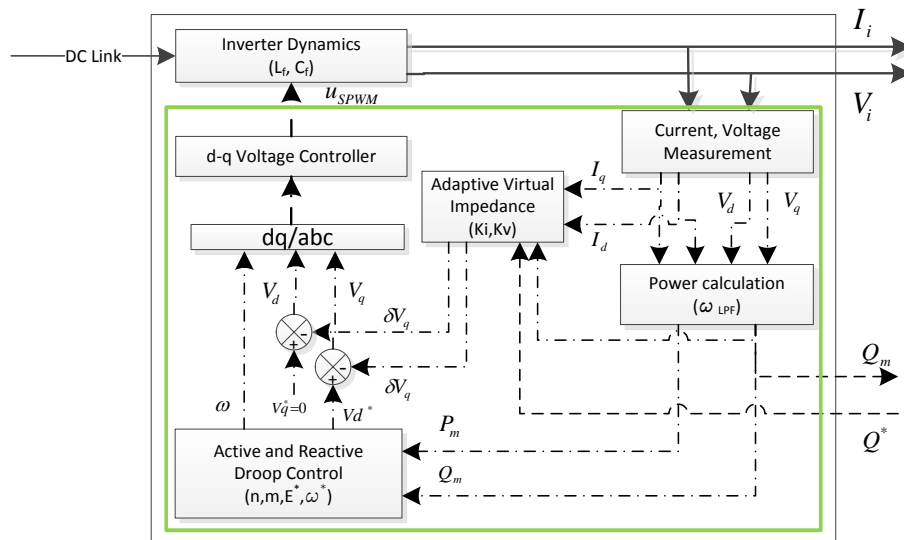 I_i
DC Link
Inverter Dynamics
(L_f, C_f)
V_i
u_SPWM
Current, Voltage
Measurement
d-q Voltage Controller
I_q
Adaptive Virtual
Impedance
(Ki,Kv)
V_d
V_q
I_d
dq/abc
Power calculation
(ω LPF)
V_d
V_q
δV_q
-
+
-
+
δV_q
Q_m
ω
Vq*=0
Vd*
P_m
Q*
Active and Reactive
Droop Control
(n,m,E*,ω*)
Q_m